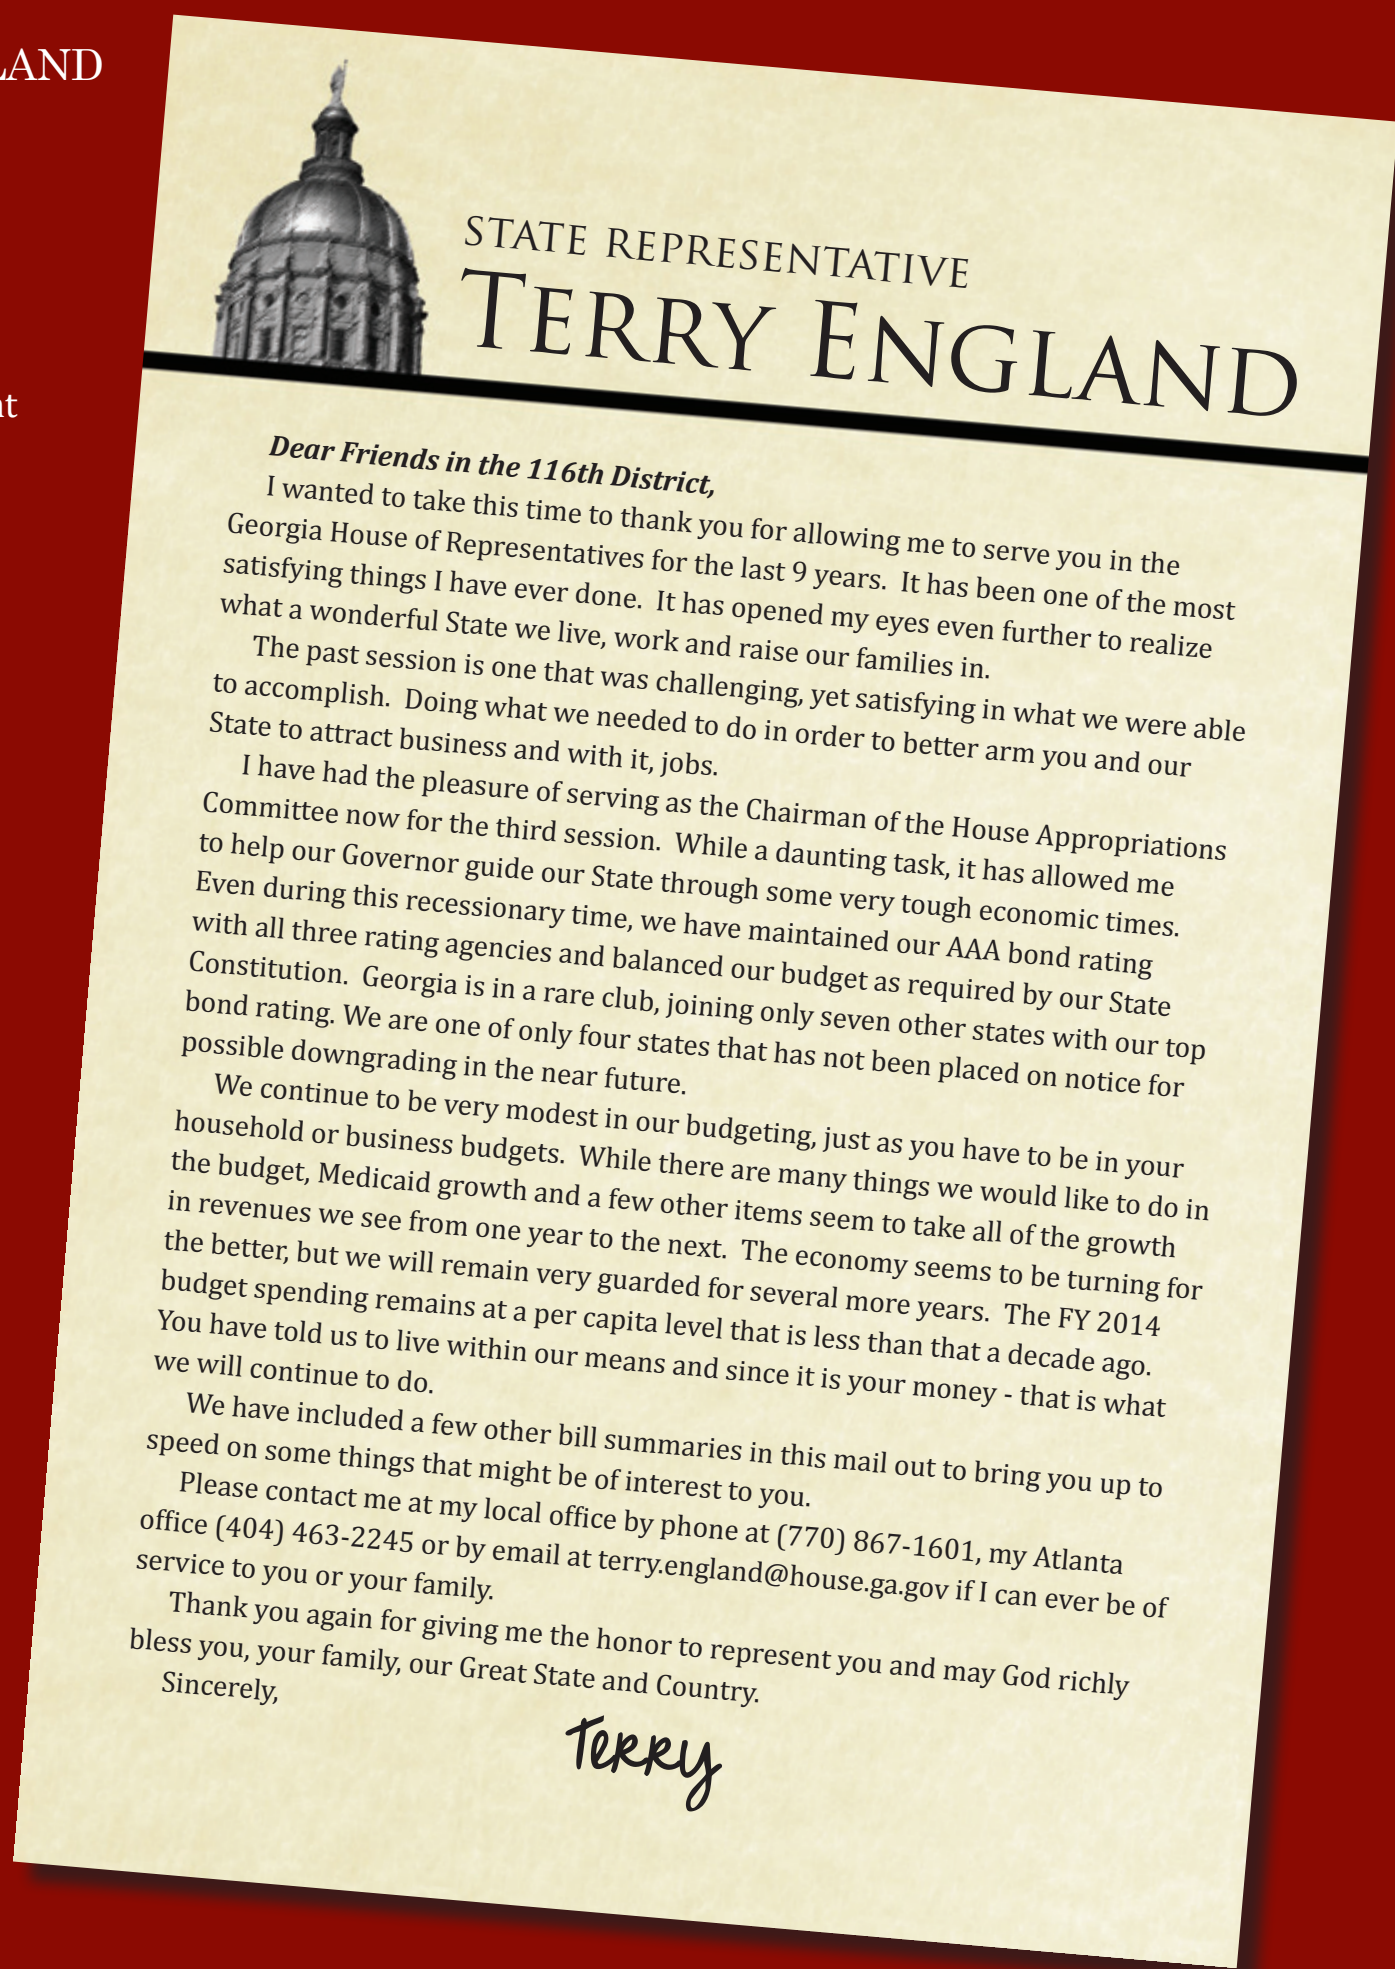 LAND
nt
STATE REPRESENTATIVE
TERRY ENGLAND
Dear Friends in the 116th District,
I wanted to take this time to thank you for allowing me to serve you in the
Georgia House of Representatives for the last 9 years.  It has been one of the most
satisfying things I have ever done.  It has opened my eyes even further to realize
what a wonderful State we live, work and raise our families in.
The past session is one that was challenging, yet satisfying in what we were able
to accomplish.  Doing what we needed to do in order to better arm you and our
State to attract business and with it, jobs.
I have had the pleasure of serving as the Chairman of the House Appropriations
Committee now for the third session.  While a daunting task, it has allowed me
to help our Governor guide our State through some very tough economic times.
Even during this recessionary time, we have maintained our AAA bond rating
with all three rating agencies and balanced our budget as required by our State
Constitution.  Georgia is in a rare club, joining only seven other states with our top
bond rating. We are one of only four states that has not been placed on notice for
possible downgrading in the near future.
We continue to be very modest in our budgeting, just as you have to be in your
household or business budgets.  While there are many things we would like to do in
the budget, Medicaid growth and a few other items seem to take all of the growth
in revenues we see from one year to the next.  The economy seems to be turning for
the better, but we will remain very guarded for several more years.  The FY 2014
budget spending remains at a per capita level that is less than that a decade ago.
You have told us to live within our means and since it is your money - that is what
we will continue to do.
We have included a few other bill summaries in this mail out to bring you up to
speed on some things that might be of interest to you.
Please contact me at my local office by phone at (770) 867-1601, my Atlanta
office (404) 463-2245 or by email at terry.england@house.ga.gov if I can ever be of
service to you or your family.
Thank you again for giving me the honor to represent you and may God richly
bless you, your family, our Great State and Country.
Sincerely,
Terry